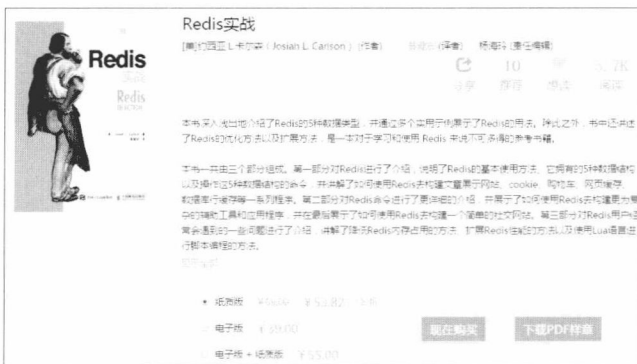 Redis实战
[美]约西亚 L.卡尔森（Josiah L. Carlson）(作者) (译者) 杨海玲 (责任编辑)
10
5.7K
分享 推荐 想读 阅读
Redis
Redis
本书深入浅出地介绍了Redis的5种数据类型，并通过多个实用示例展示了Redis的用法。除此之外，书中还讲述
了Redis的优化方法以及扩展方法，是一本对于学习和使用 Redis 来说不可多得的参考书籍。
本书一共由三个部分组成。第一部分对Redis进行了介绍，说明了Redis的基本使用方法、它拥有的5种数据结构
以及操作这5种数据结构的命令，并讲解了如何使用Redis去构建文章展示网站、cookie、购物车、网页缓存、
数据库行缓存等一系列程序。第二部分对Redis命令进行了更详细的介绍，并展示了如何使用Redis去构建更为复
杂的辅助工具和应用程序，并在最后展示了如何使用Redis去构建一个简单的社交网站。第三部分对Redis用户经
常会遇到的一些问题进行了介绍，讲解了降低Redis内存占用的方法、扩展Redis性能的方法以及使用Lua语言进
行脚本编程的方法。
纸质版 ￥53.82
电子版 ￥39.00
现在购买 下载PDF样章
电子版 + 纸质版 ￥55.00